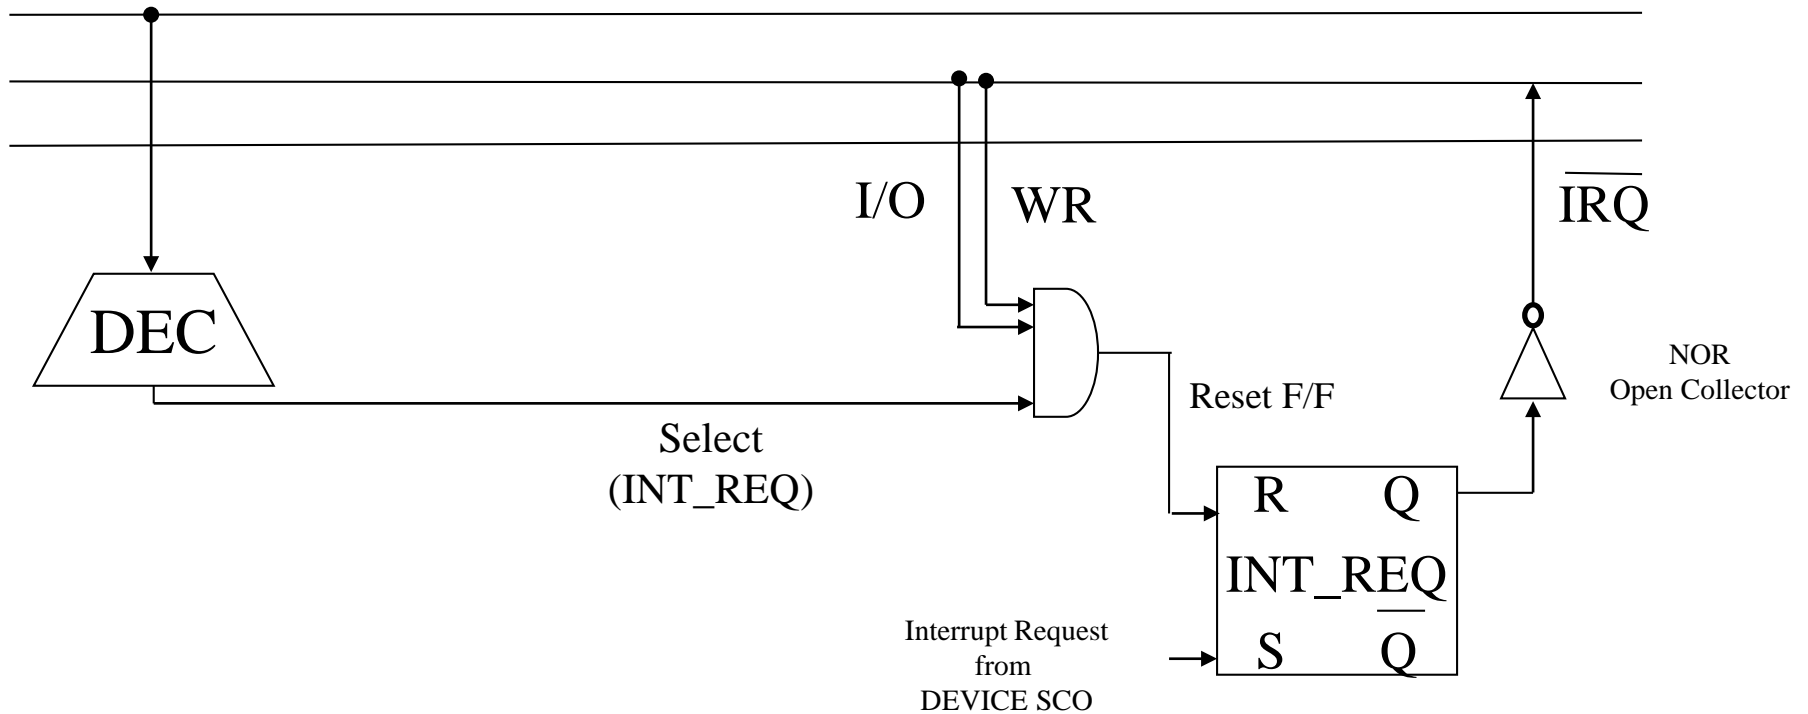 I/O
WR
IRQ
DEC
NOR
Open Collector
Reset F/F
Select
(INT_REQ)
R Q
INT_REQ
S Q
Interrupt Request
from
DEVICE SCO